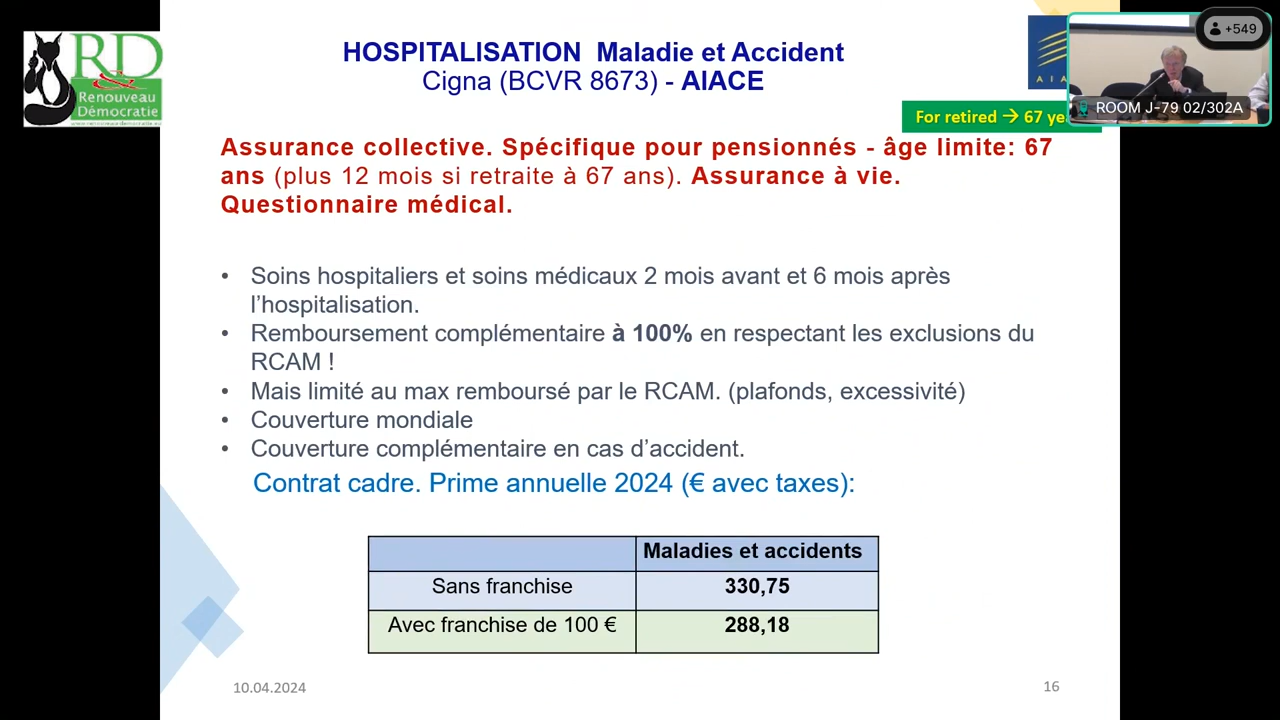 RD
&
Renouveau
Démocratie
HOSPITALISATION Maladie et Accident
Cigna (BCVR 8673) - AIACE
A I A
+549
ROOM J-79 02/302A
For retired → 67 ye
Assurance collective. Spécifique pour pensionnés - âge limite: 67
ans (plus 12 mois si retraite à 67 ans). Assurance à vie.
Questionnaire médical.
• Soins hospitaliers et soins médicaux 2 mois avant et 6 mois après
l'hospitalisation.
• Remboursement complémentaire à 100% en respectant les exclusions du
RCAM !
• Mais limité au max remboursé par le RCAM. (plafonds, excessivité)
• Couverture mondiale
• Couverture complémentaire en cas d'accident.
Contrat cadre. Prime annuelle 2024 (€ avec taxes):
Maladies et accidents
Sans franchise 330,75
Avec franchise de 100 € 288,18
10.04.2024
16